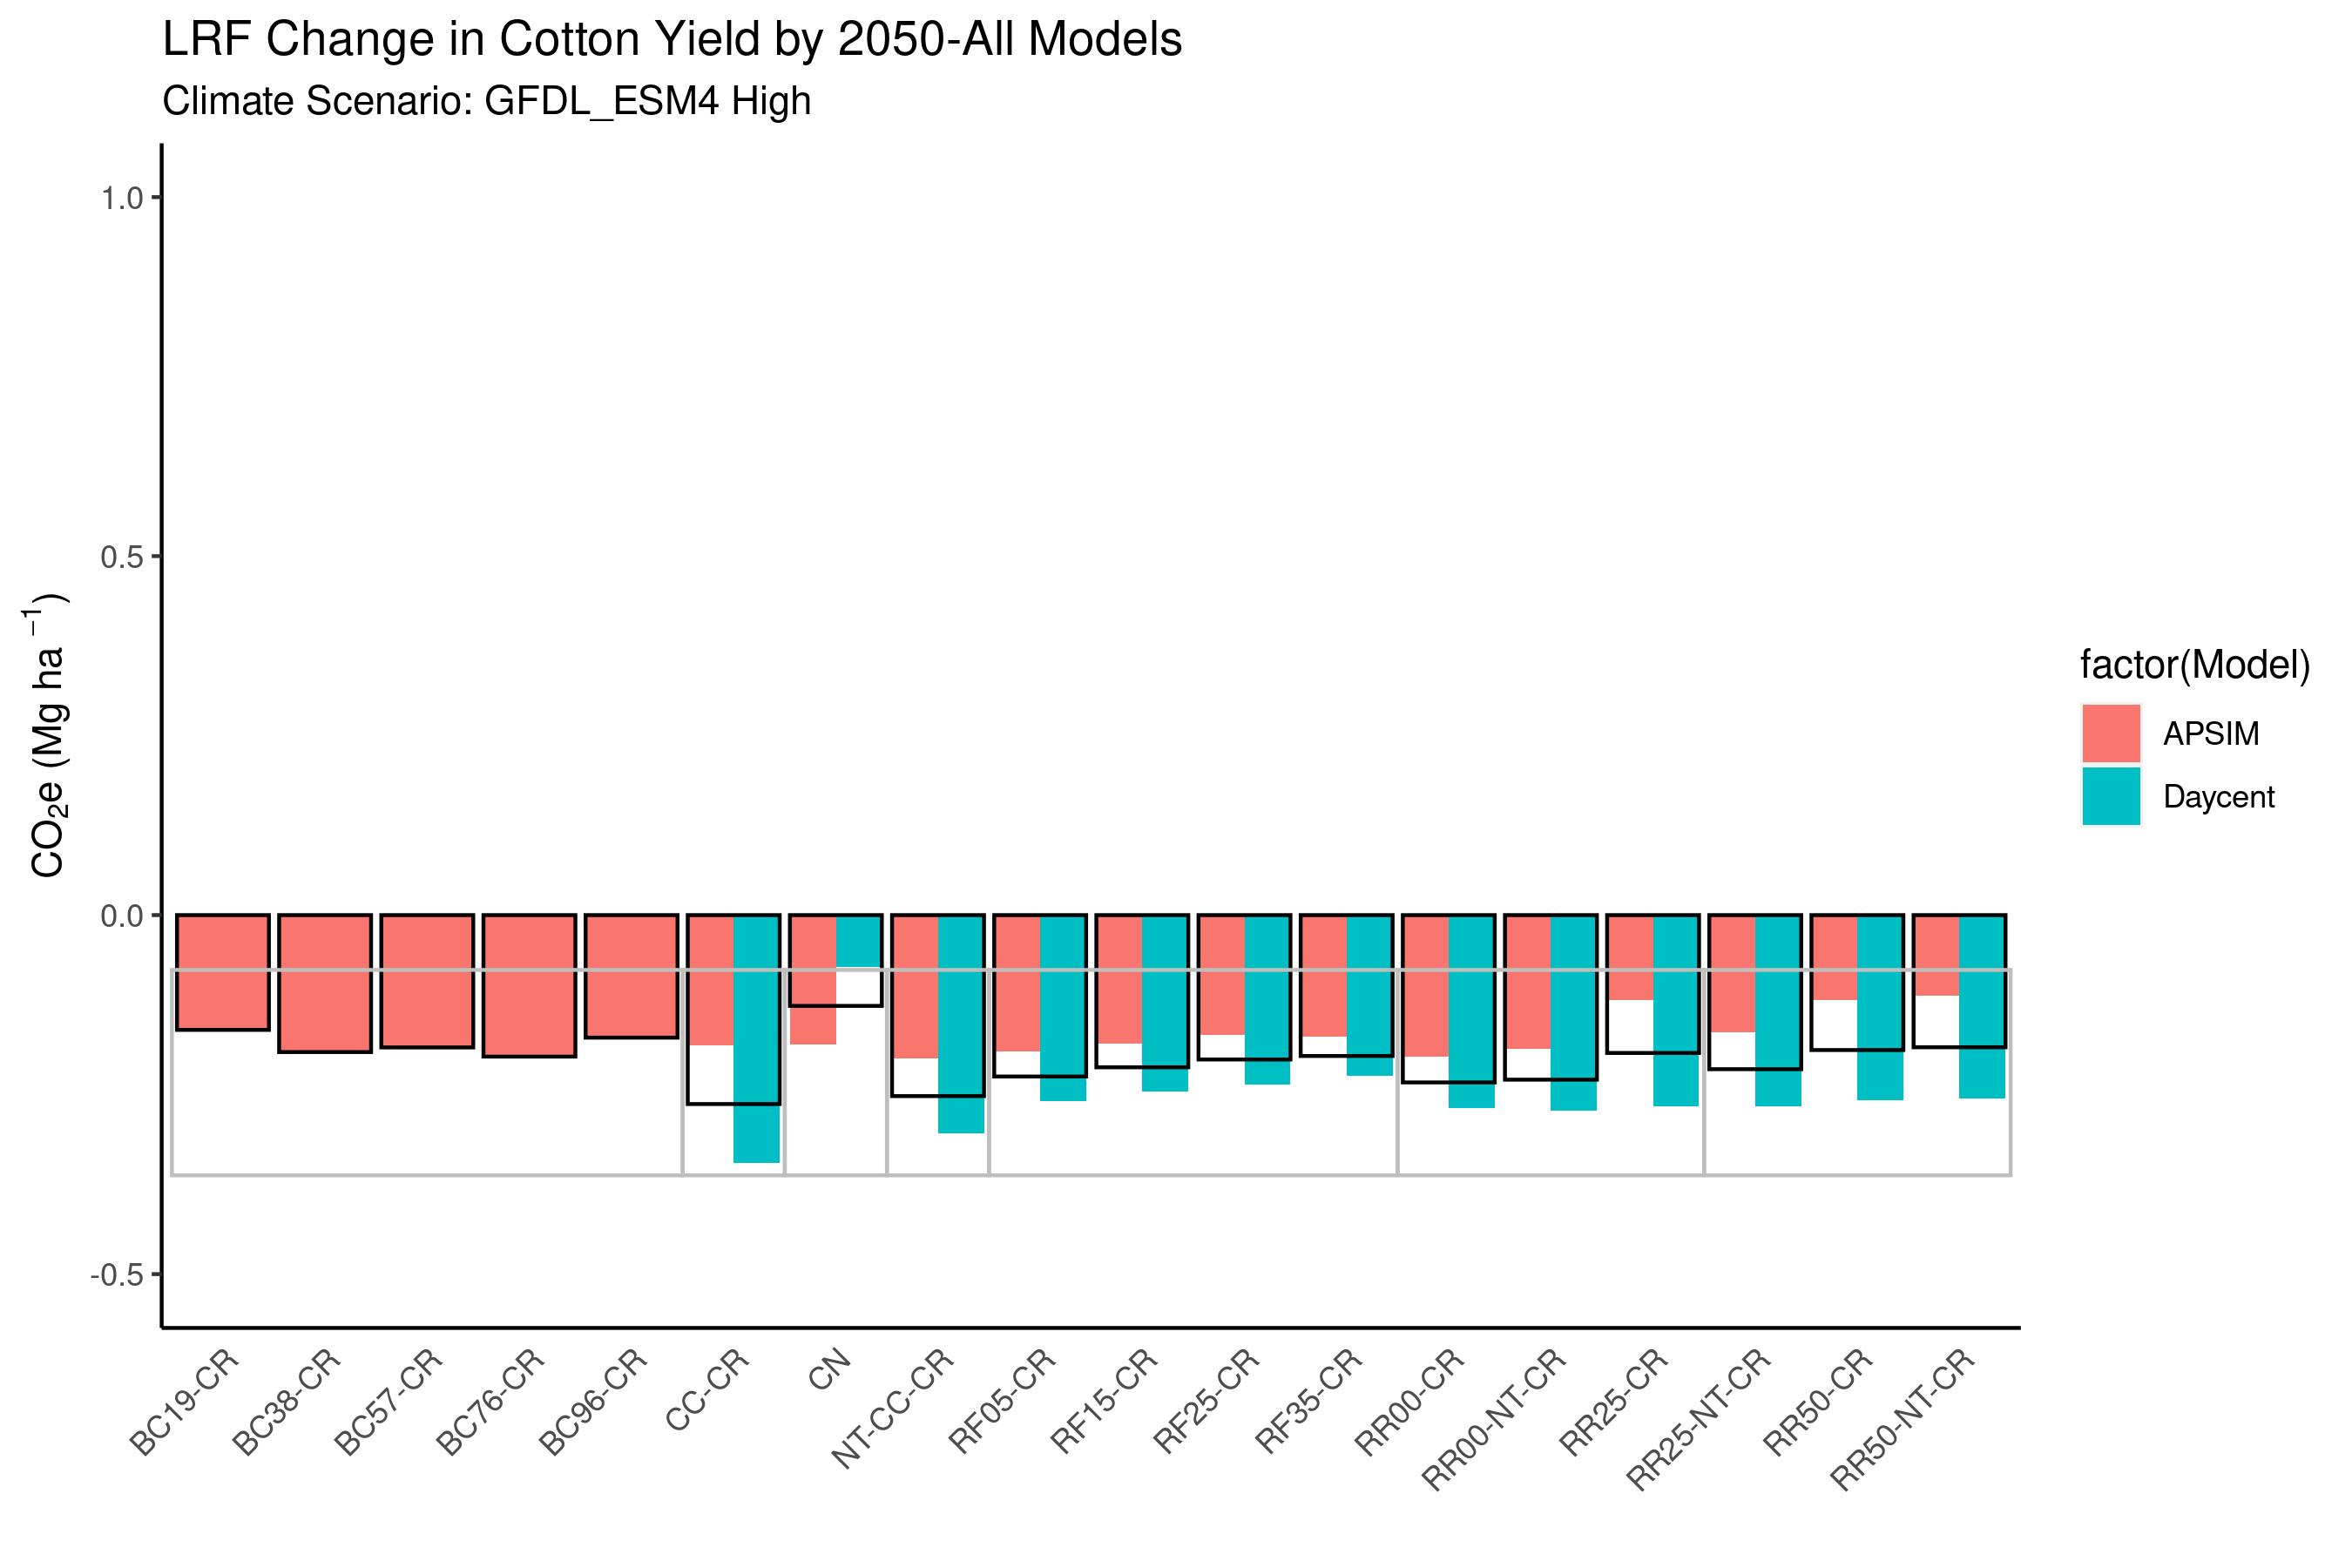 LRF Change in Cotton Yield by 2050-All Models
Climate Scenario: GFDL_ESM4 High
CO₂e (Mg ha ⁻¹)
1.0
0.5
0.0
-0.5
BC19-CR
BC38-CR
BC57-CR
BC76-CR
BC96-CR
CC-CR
CN
NT-CC-CR
RF05-CR
RF15-CR
RF25-CR
RF35-CR
RR00-CR
RR00-NT-CR
RR25-CR
RR25-NT-CR
RR50-CR
RR50-NT-CR
factor(Model)
APSIM
Daycent